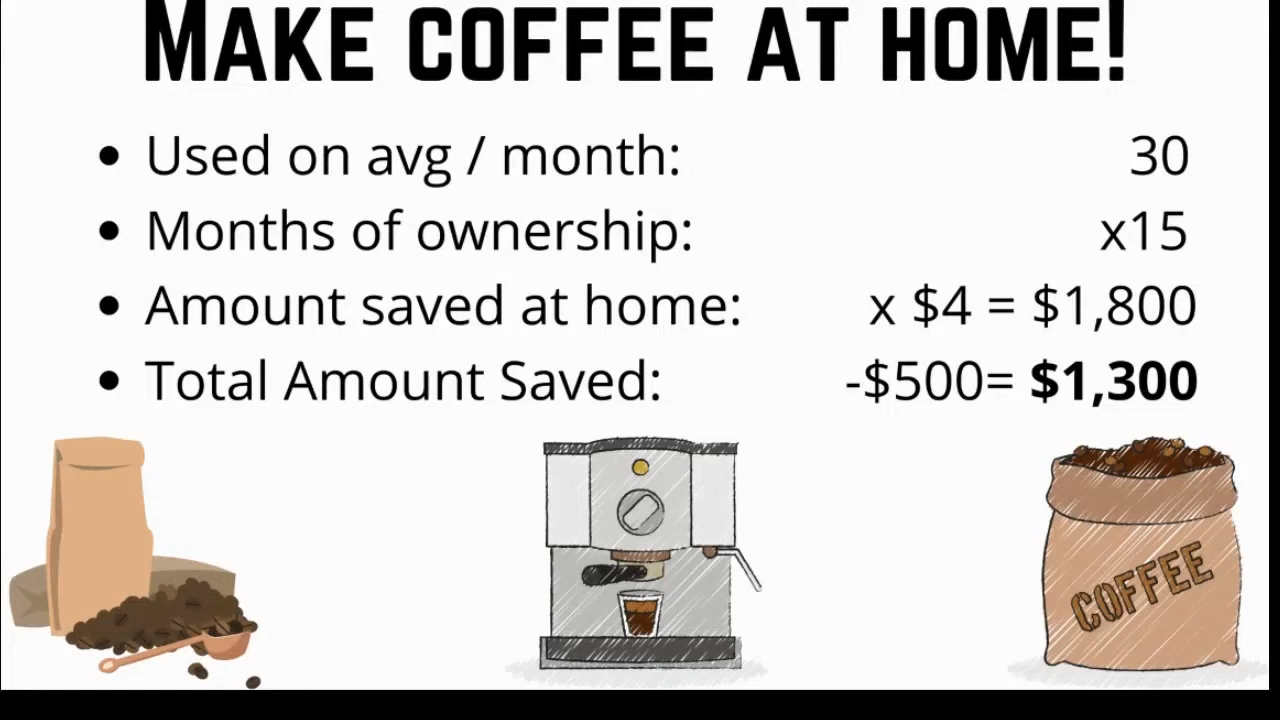 MAKE COFFEE AT HOME!
• Used on avg / month: 30
• Months of ownership: x15
• Amount saved at home: x $4 = $1,800
• Total Amount Saved: -$500= $1,300
COFFEE